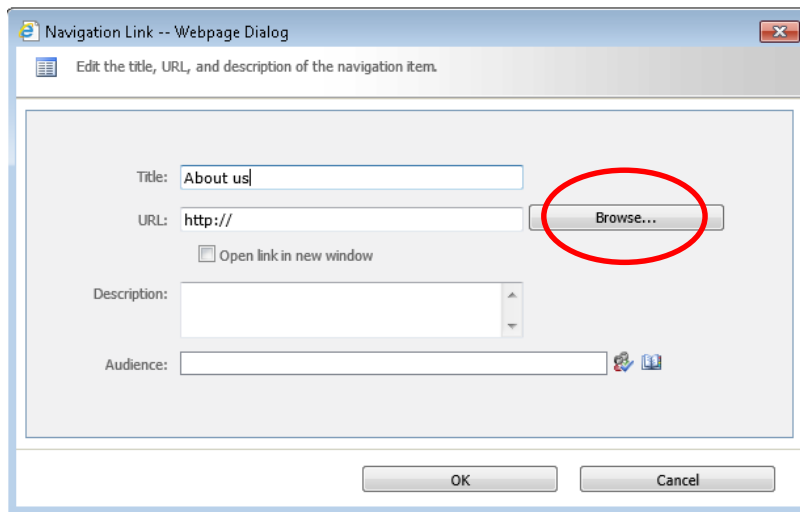 Navigation Link -- Webpage Dialog
Edit the title, URL, and description of the navigation item.
Title: About us
URL: http:// Browse...
Open link in new window
Description:
Audience:
OK Cancel